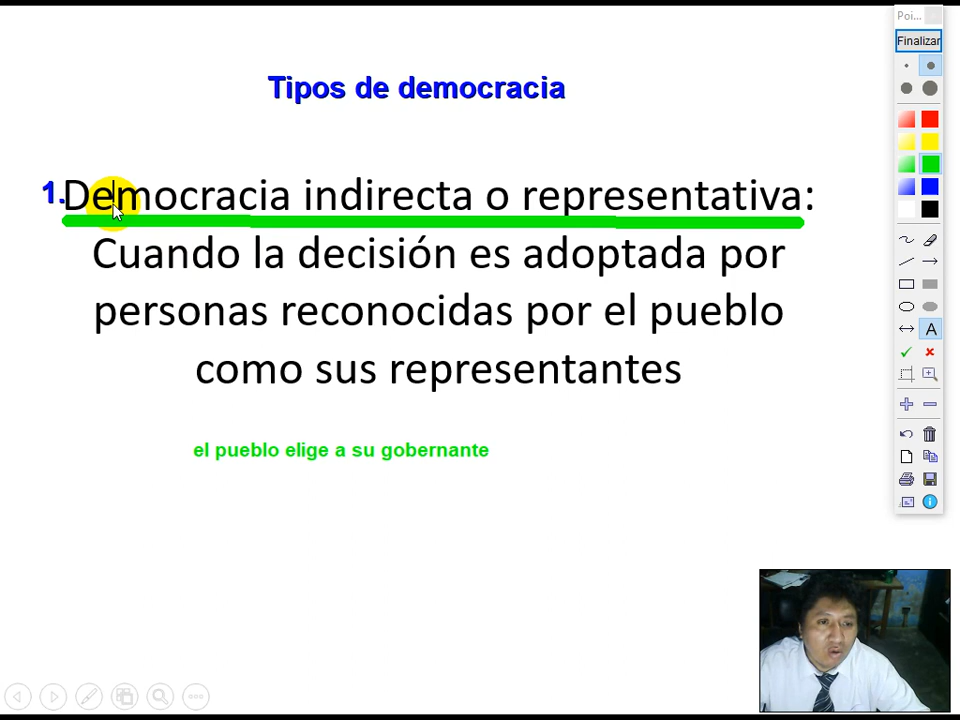 Poi...
Finalizar
Tipos de democracia
1.Democracia indirecta o representativa:
Cuando la decisión es adoptada por
personas reconocidas por el pueblo
como sus representantes
el pueblo elige a su gobernante
A